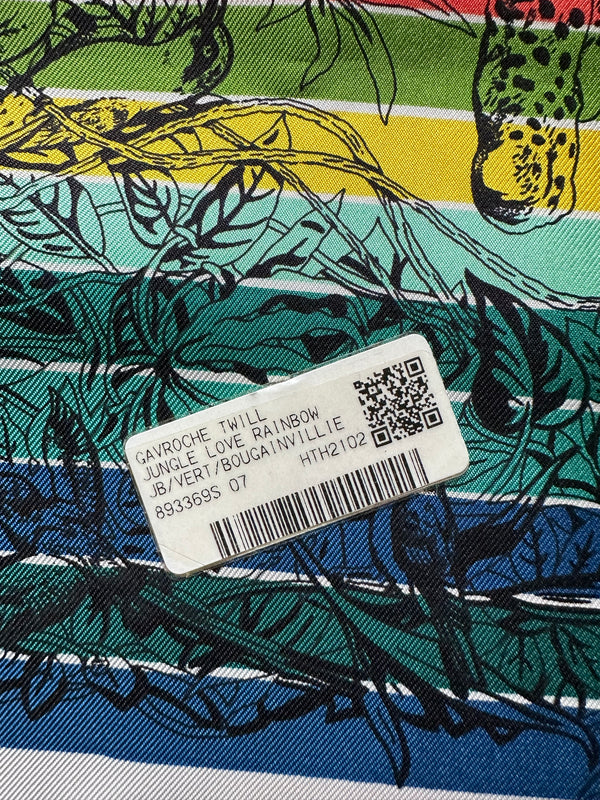 GAVROCHE TWILL
JUNGLE LOVE RAINBOW
JB/VERT/BOUGAINVILLIE
893369S 07 HTH2102